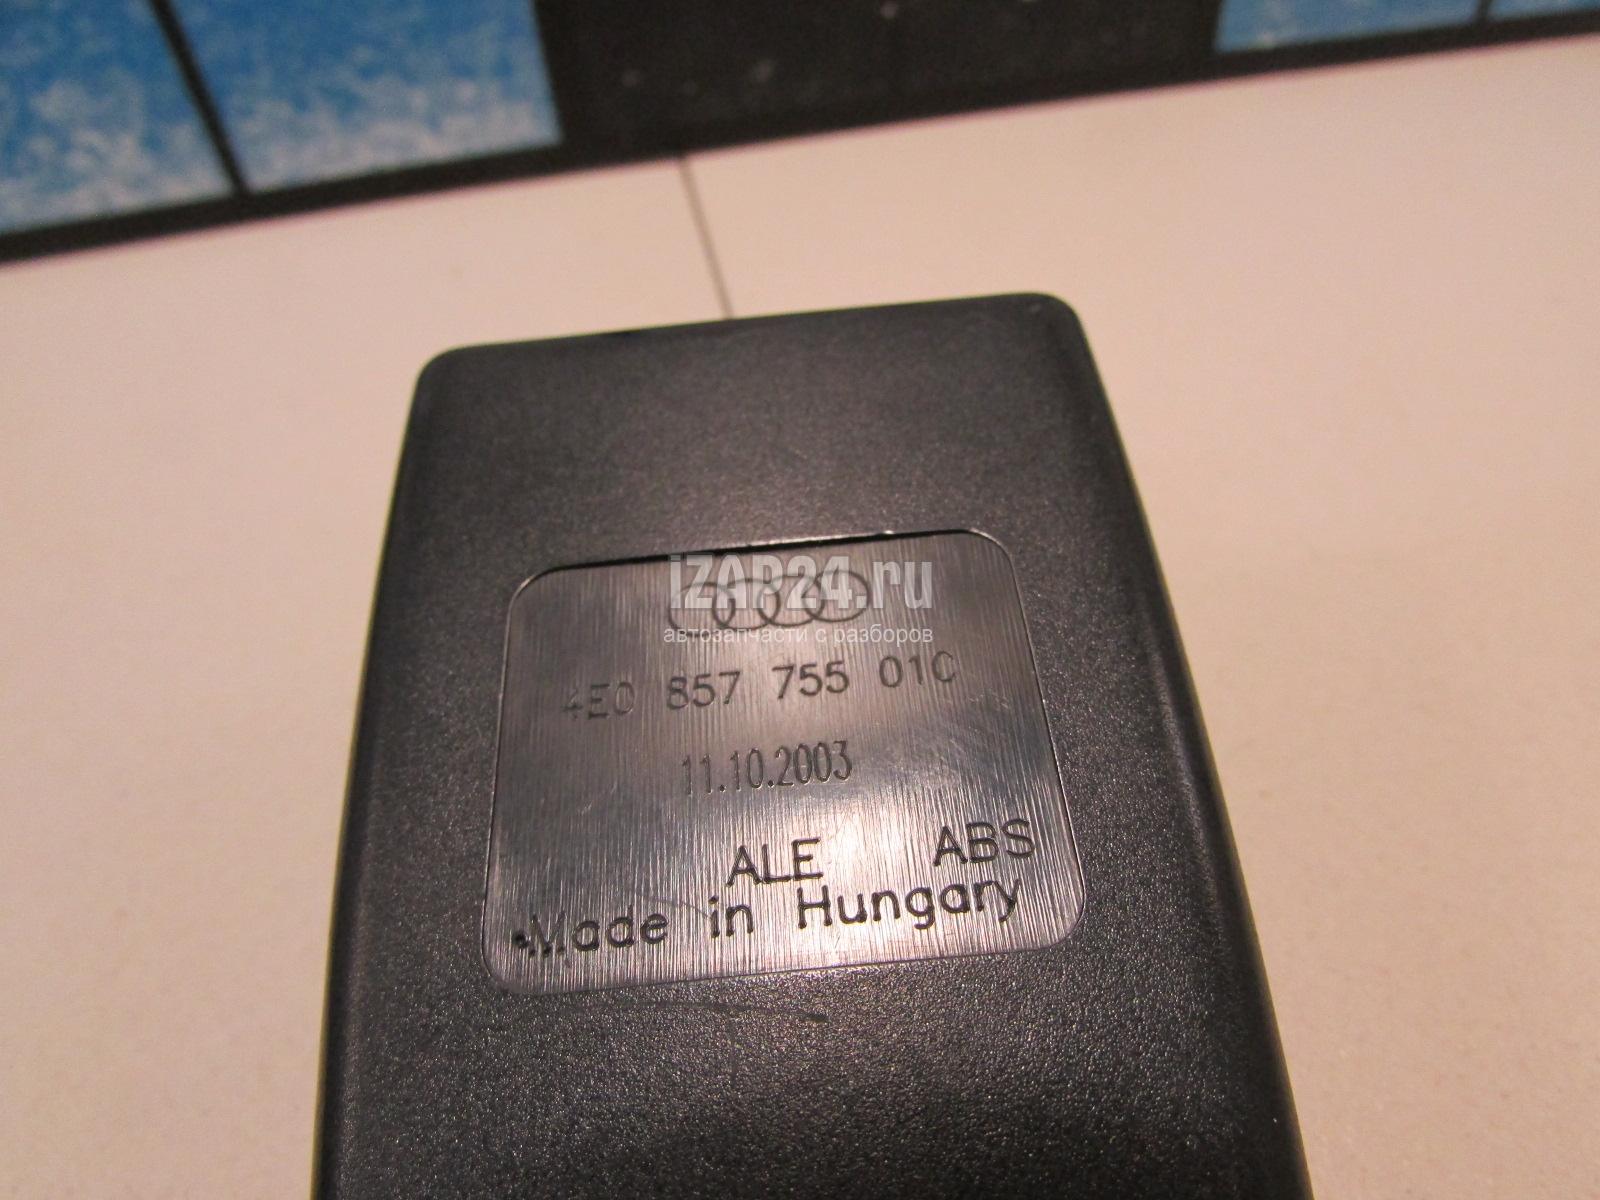 iZAP24.ru
автозапчасти с разборов
4E0 857 755 01C
11.10.2003
ALE ABS
Made in Hungary